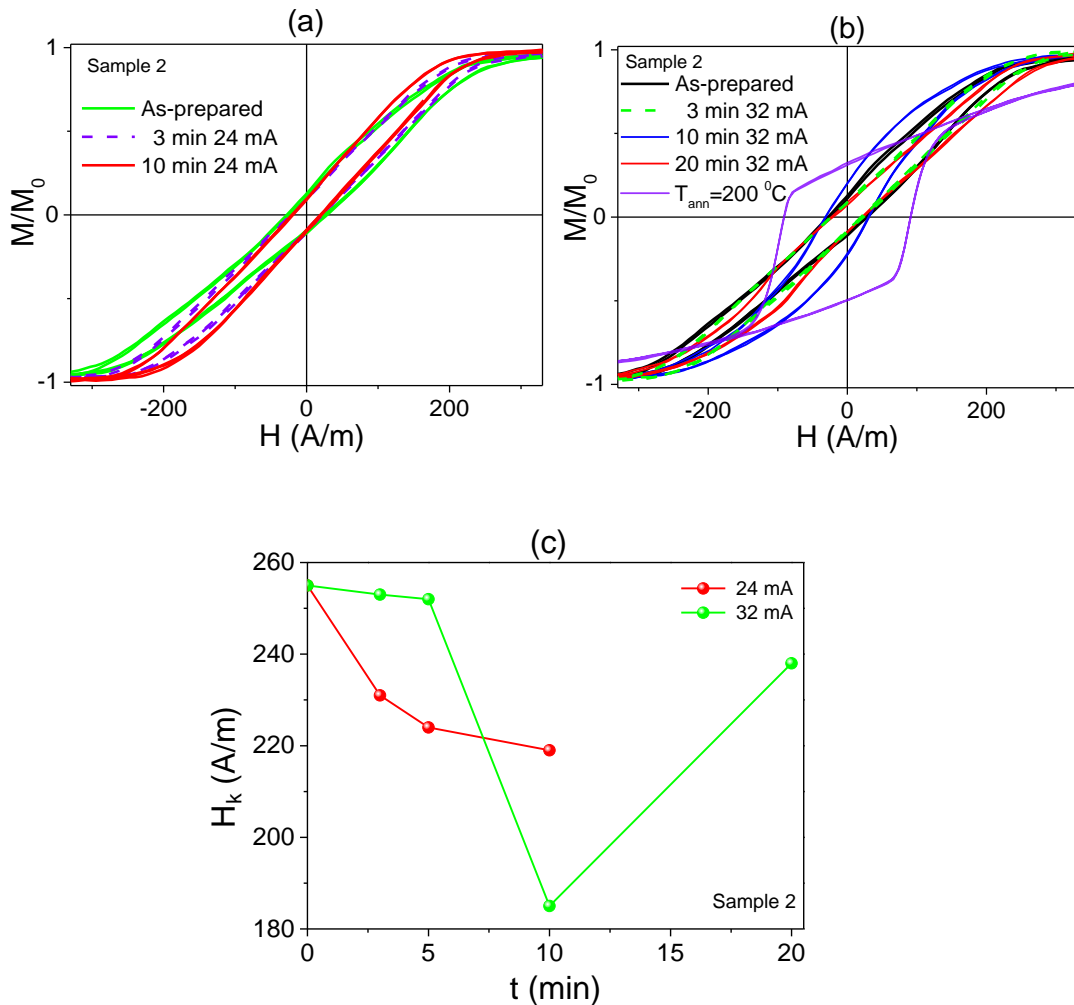 (a)
Sample 2
As-prepared
3 min 24 mA
10 min 24 mA
1
0
-1
M/M₀
-200 0 200
H (A/m)
(b)
Sample 2
As-prepared
3 min 32 mA
10 min 32 mA
20 min 32 mA
T_ann=200 ⁰C
1
0
-1
M/M₀
-200 0 200
H (A/m)
(c)
24 mA
32 mA
260
240
220
200
180
H_k (A/m)
Sample 2
0 5 10 15 20
t (min)